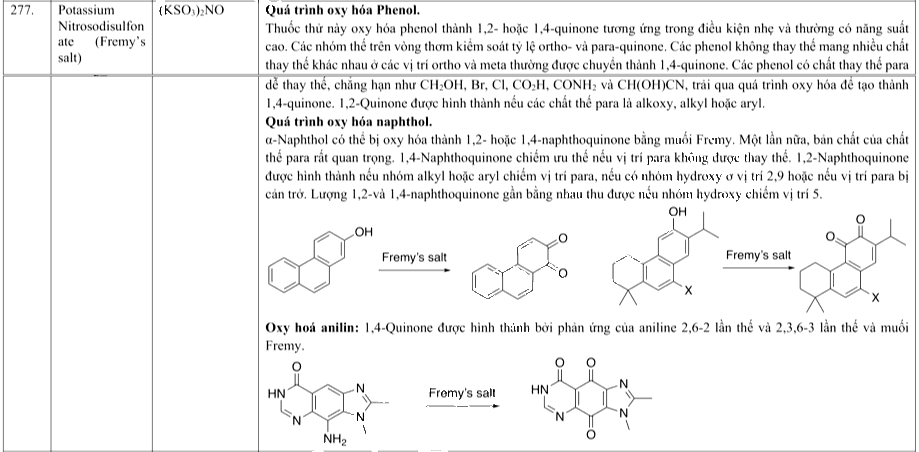 277.
Potassium
Nitrosodisulfon
ate (Fremy's
salt)
(KSO₃)₂NO
Quá trình oxy hóa Phenol.
Thuốc thử này oxy hóa phenol thành 1,2- hoặc 1,4-quinone tương ứng trong điều kiện nhẹ và thường có năng suất
cao. Các nhóm thế trên vòng thơm kiểm soát tỷ lệ ortho- và para-quinone. Các phenol không thay thế mang nhiều chất
thay thế khác nhau ở các vị trí ortho và meta thường được chuyển thành 1,4-quinone. Các phenol có chất thay thế para
dễ thay thế, chẳng hạn như CH₂OH, Br, Cl, CO₂H, CONH₂ và CH(OH)CN, trải qua quá trình oxy hóa để tạo thành
1,4-quinone. 1,2-Quinone được hình thành nếu các chất thế para là alkoxy, alkyl hoặc aryl.
Quá trình oxy hóa naphthol.
α-Naphthol có thể bị oxy hóa thành 1,2- hoặc 1,4-naphthoquinone bằng muối Fremy. Một lần nữa, bản chất của chất
thế para rất quan trọng. 1,4-Naphthoquinone chiếm ưu thế nếu vị trí para không được thay thế. 1,2-Naphthoquinone
được hình thành nếu nhóm alkyl hoặc aryl chiếm vị trí para, nếu có nhóm hydroxy ở vị trí 2,9 hoặc nếu vị trí para bị
cản trở. Lượng 1,2-và 1,4-naphthoquinone gần bằng nhau thu được nếu nhóm hydroxy chiếm vị trí 5.
OH
Fremy's salt
O
O
OH
X
Fremy's salt
O
O
X
Oxy hoá anilin: 1,4-Quinone được hình thành bởi phản ứng của aniline 2,6-2 lần thế và 2,3,6-3 lần thế và muối
Fremy.
O
HN
N
NH₂
N
N
Fremy's salt
O
O
HN
N
O
N
N